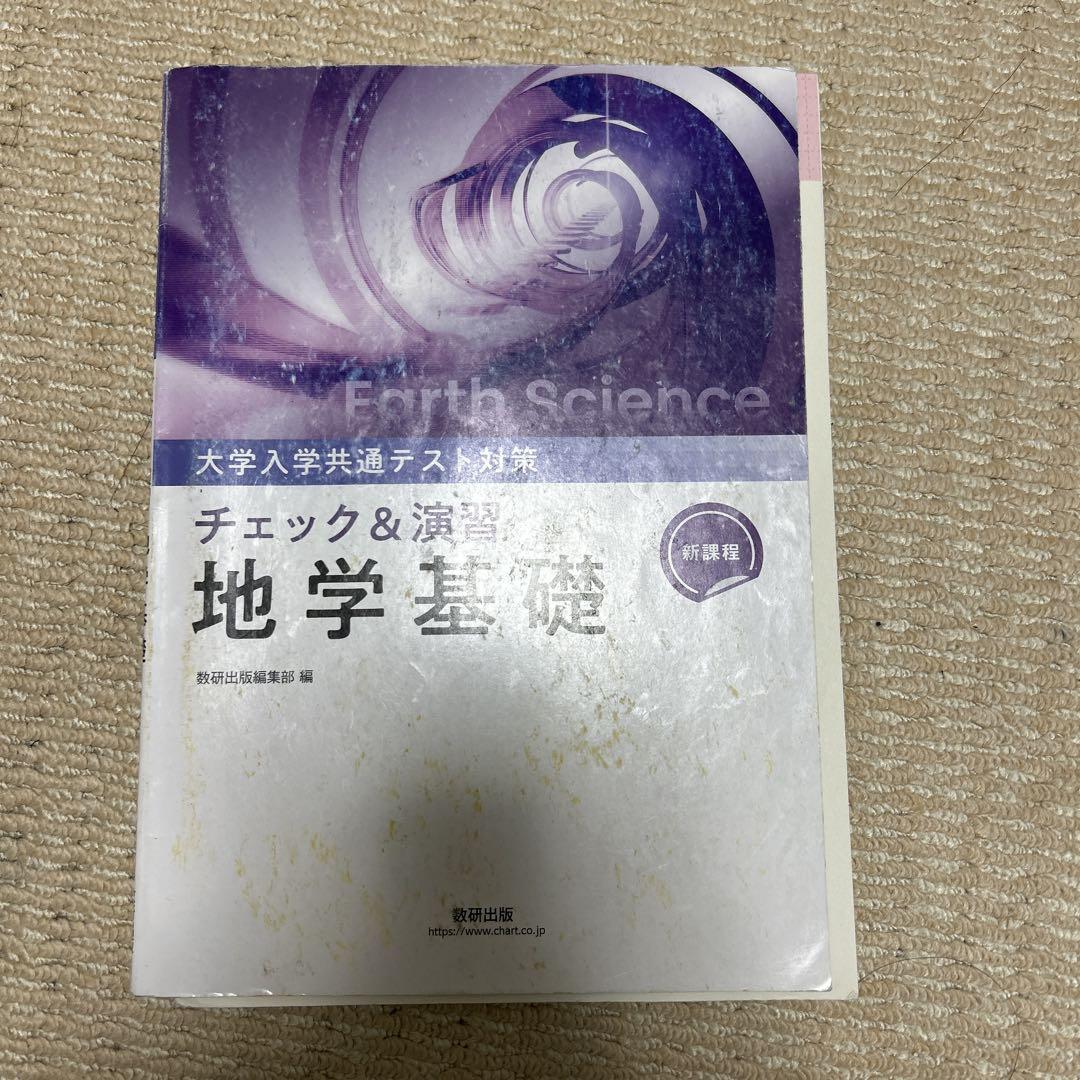 Earth Science
大学入学共通テスト対策
チェック&演習
地学基礎
新課程
数研出版編集部 編
数研出版
https://www.chart.co.jp